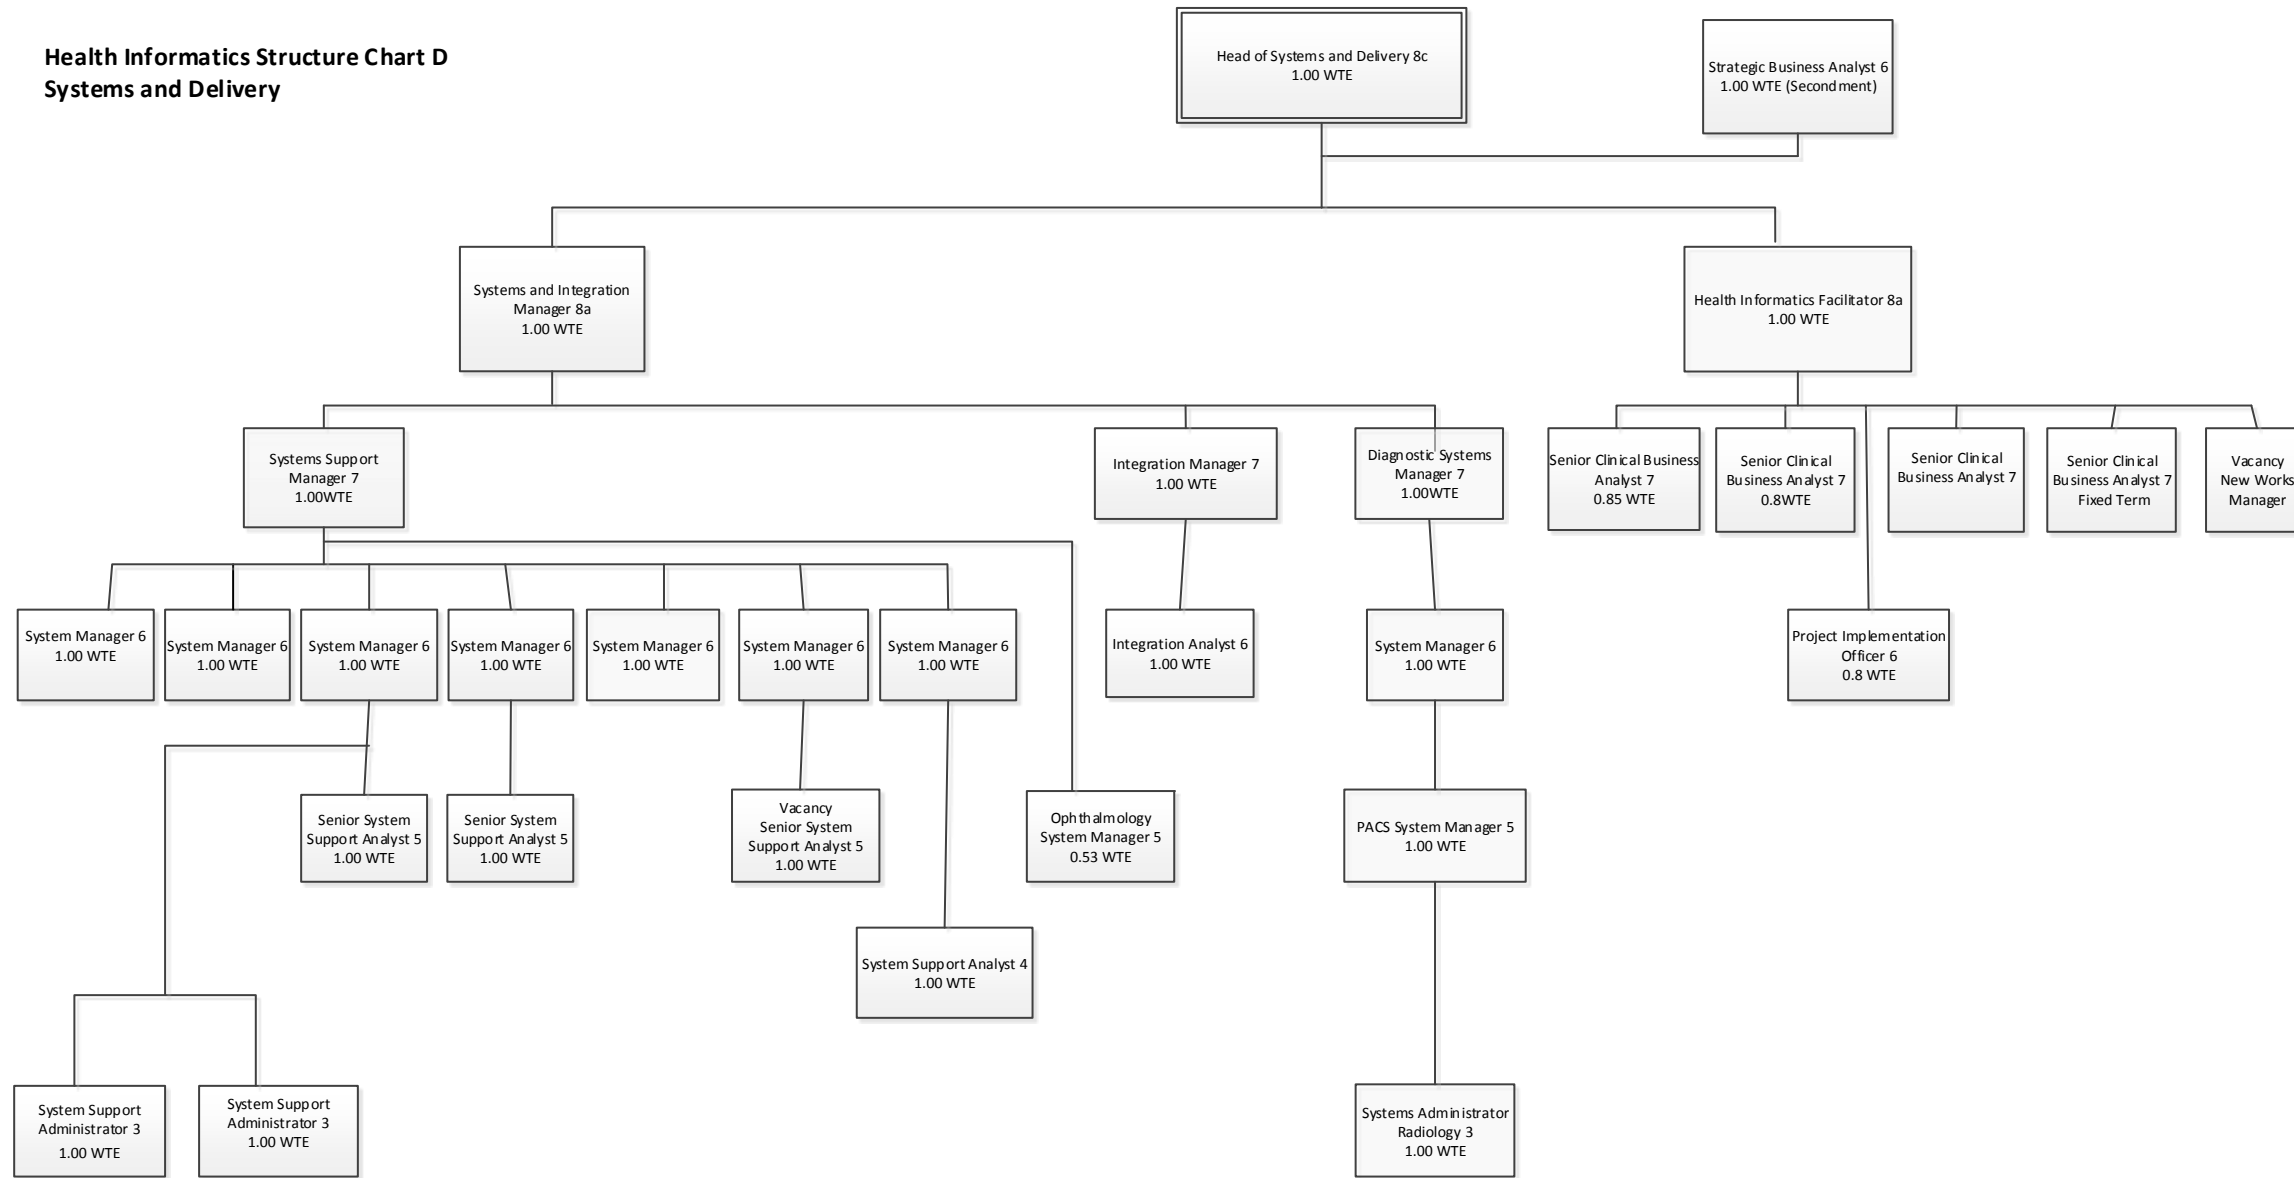 Health Informatics Structure Chart D
Systems and Delivery
Head of Systems and Delivery 8c
1.00 WTE
Strategic Business Analyst 6
1.00 WTE (Secondment)
Systems and Integration
Manager 8a
1.00 WTE
Health Informatics Facilitator 8a
1.00 WTE
Systems Support
Manager 7
1.00WTE
Integration Manager 7
1.00 WTE
Diagnostic Systems
Manager 7
1.00WTE
Senior Clinical Business
Analyst 7
0.85 WTE
Senior Clinical
Business Analyst 7
0.8WTE
Senior Clinical
Business Analyst 7
Senior Clinical
Business Analyst 7
Fixed Term
Vacancy
New Works
Manager
System Manager 6
1.00 WTE
System Manager 6
1.00 WTE
System Manager 6
1.00 WTE
System Manager 6
1.00 WTE
System Manager 6
1.00 WTE
System Manager 6
1.00 WTE
System Manager 6
1.00 WTE
Integration Analyst 6
1.00 WTE
System Manager 6
1.00 WTE
Project Implementation
Officer 6
0.8 WTE
Senior System
Support Analyst 5
1.00 WTE
Senior System
Support Analyst 5
1.00 WTE
Vacancy
Senior System
Support Analyst 5
1.00 WTE
Ophthalmology
System Manager 5
0.53 WTE
PACS System Manager 5
1.00 WTE
System Support Analyst 4
1.00 WTE
System Support
Administrator 3
1.00 WTE
System Support
Administrator 3
1.00 WTE
Systems Administrator
Radiology 3
1.00 WTE